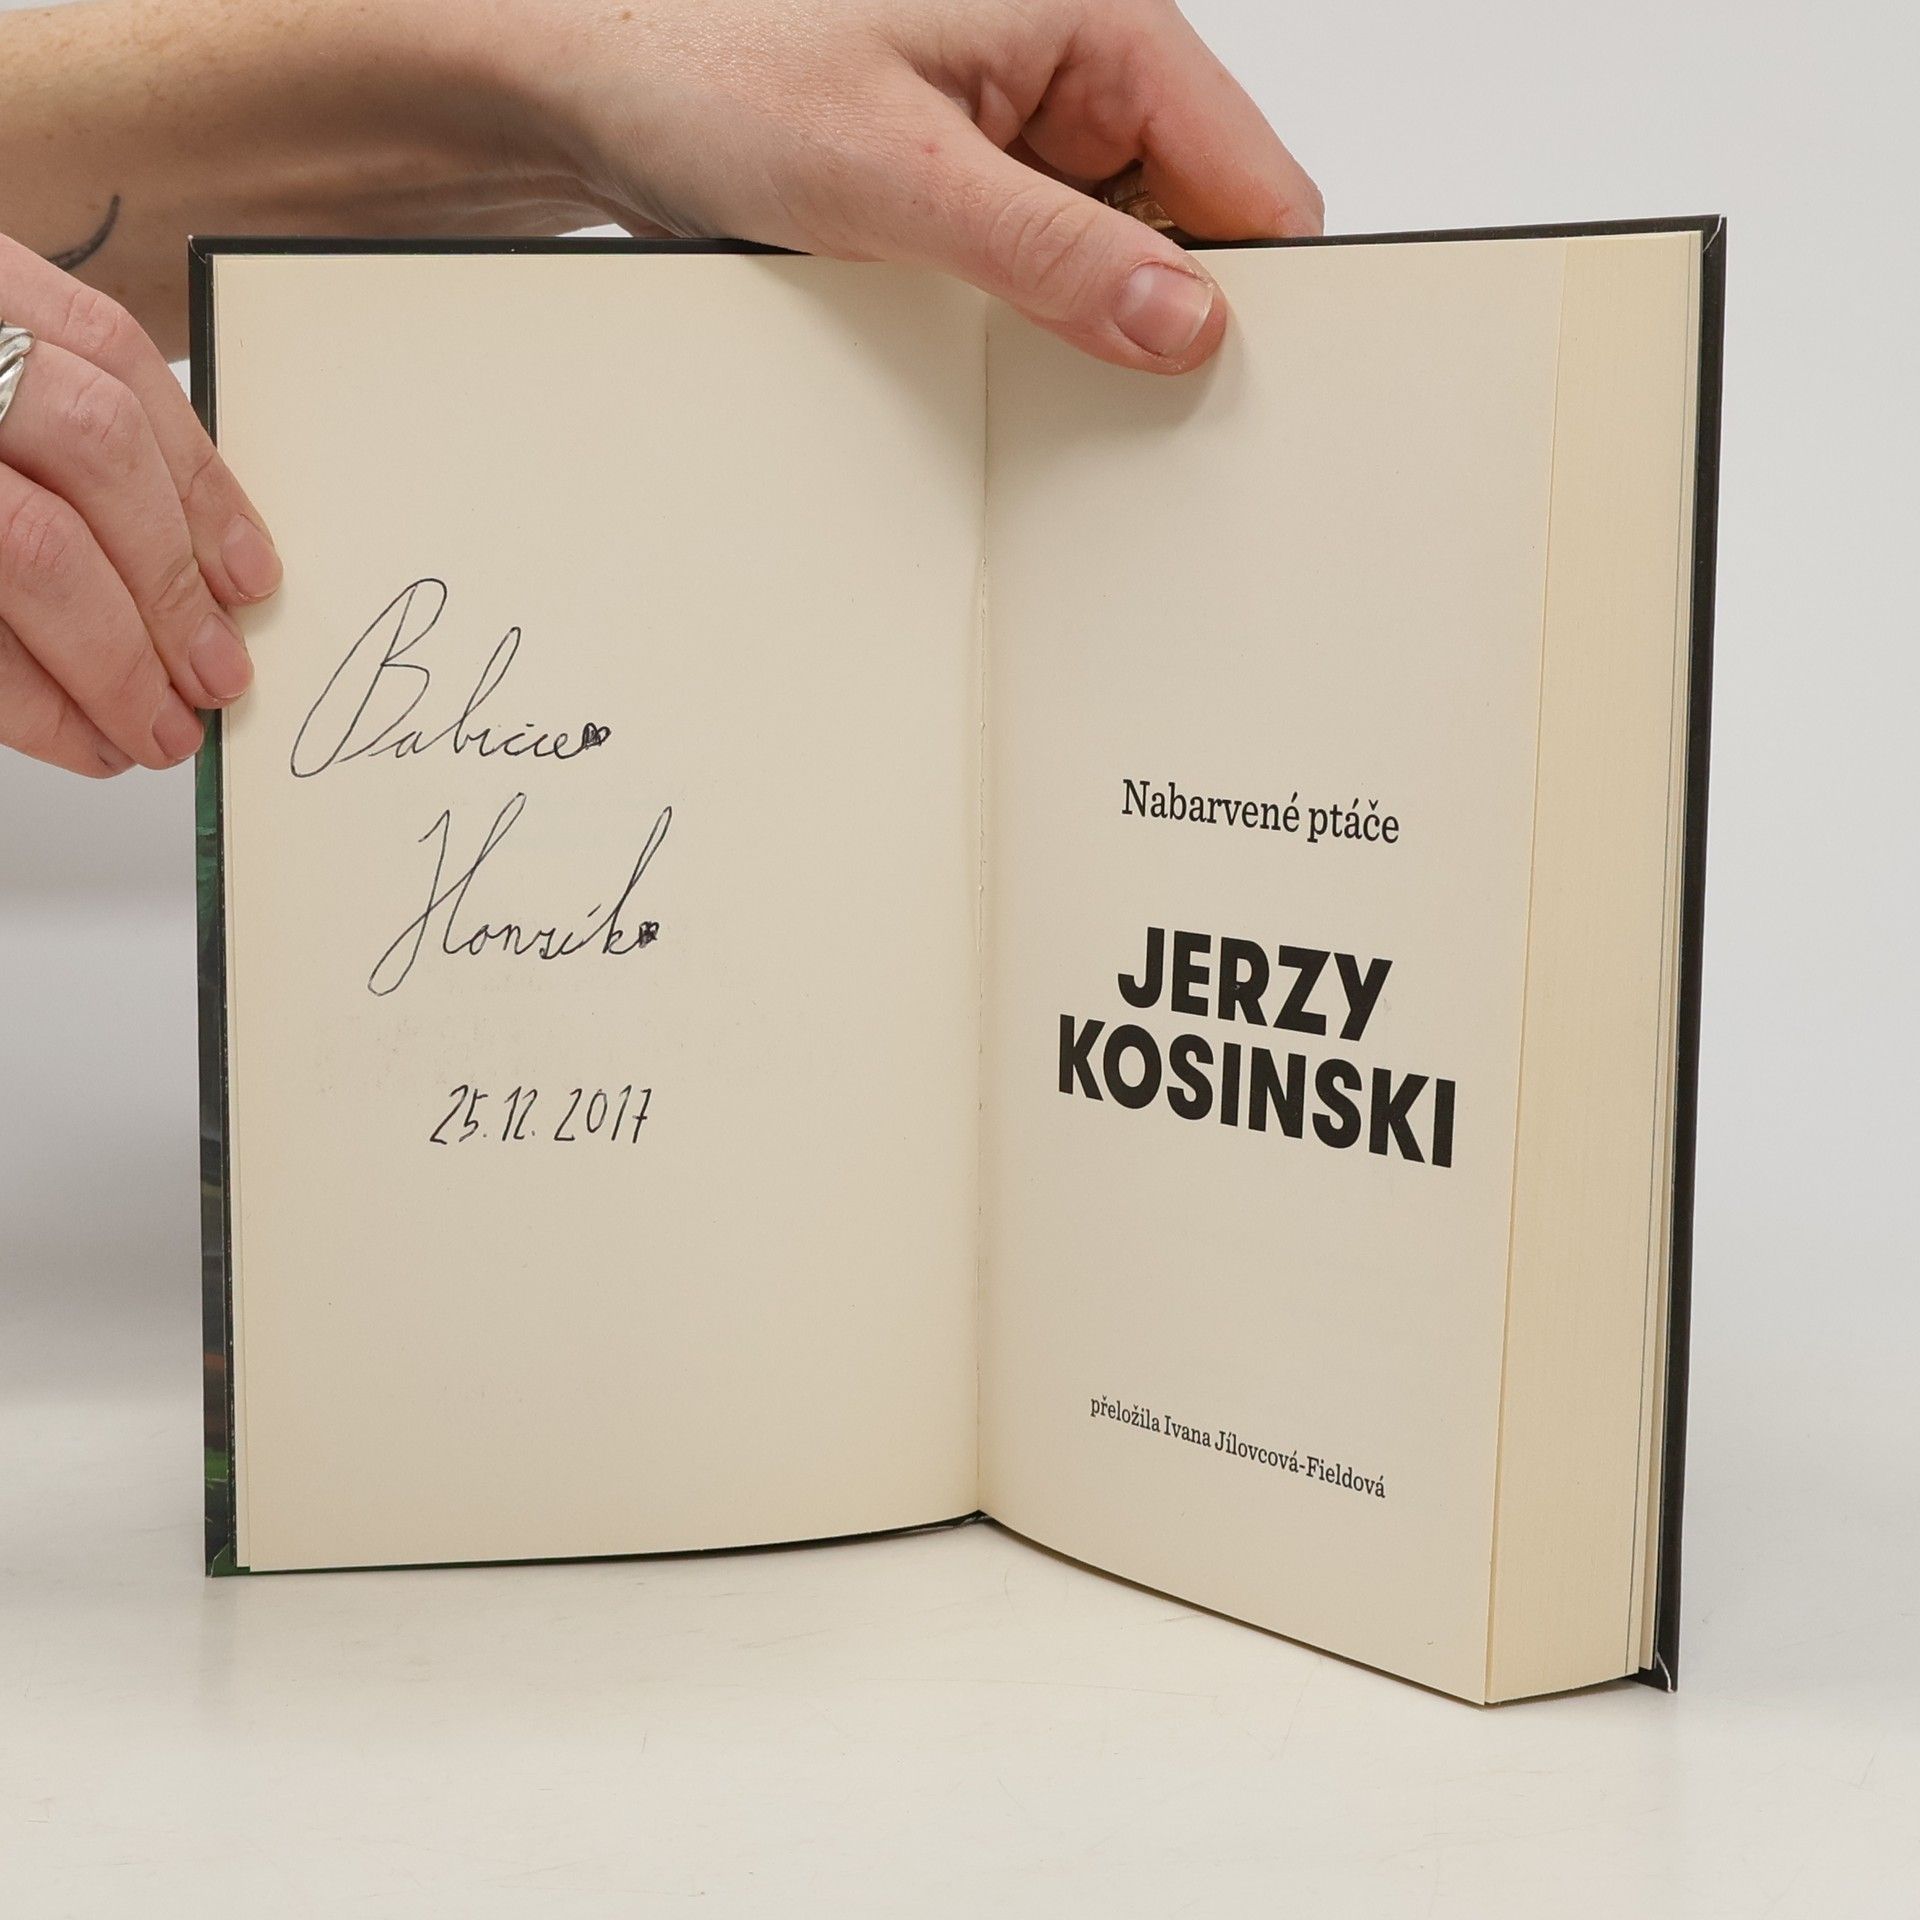 Babičce
Honzík
25.12.2017
Nabarvené ptáče
JERZY
KOSINSKI
přeložila Ivana Jílovcová-Fieldová